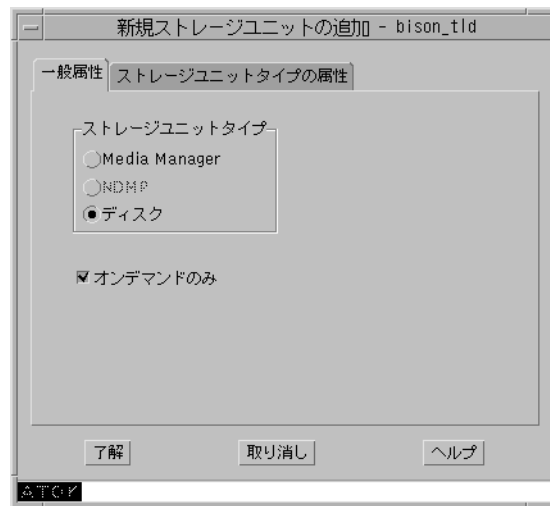 新規ストレージユニットの追加 - bison_tld
一般属性 ストレージユニットタイプの属性
ストレージユニットタイプ
Media Manager
NDMP
ディスク
オンデマンドのみ
了解 取り消し ヘルプ
ATOK